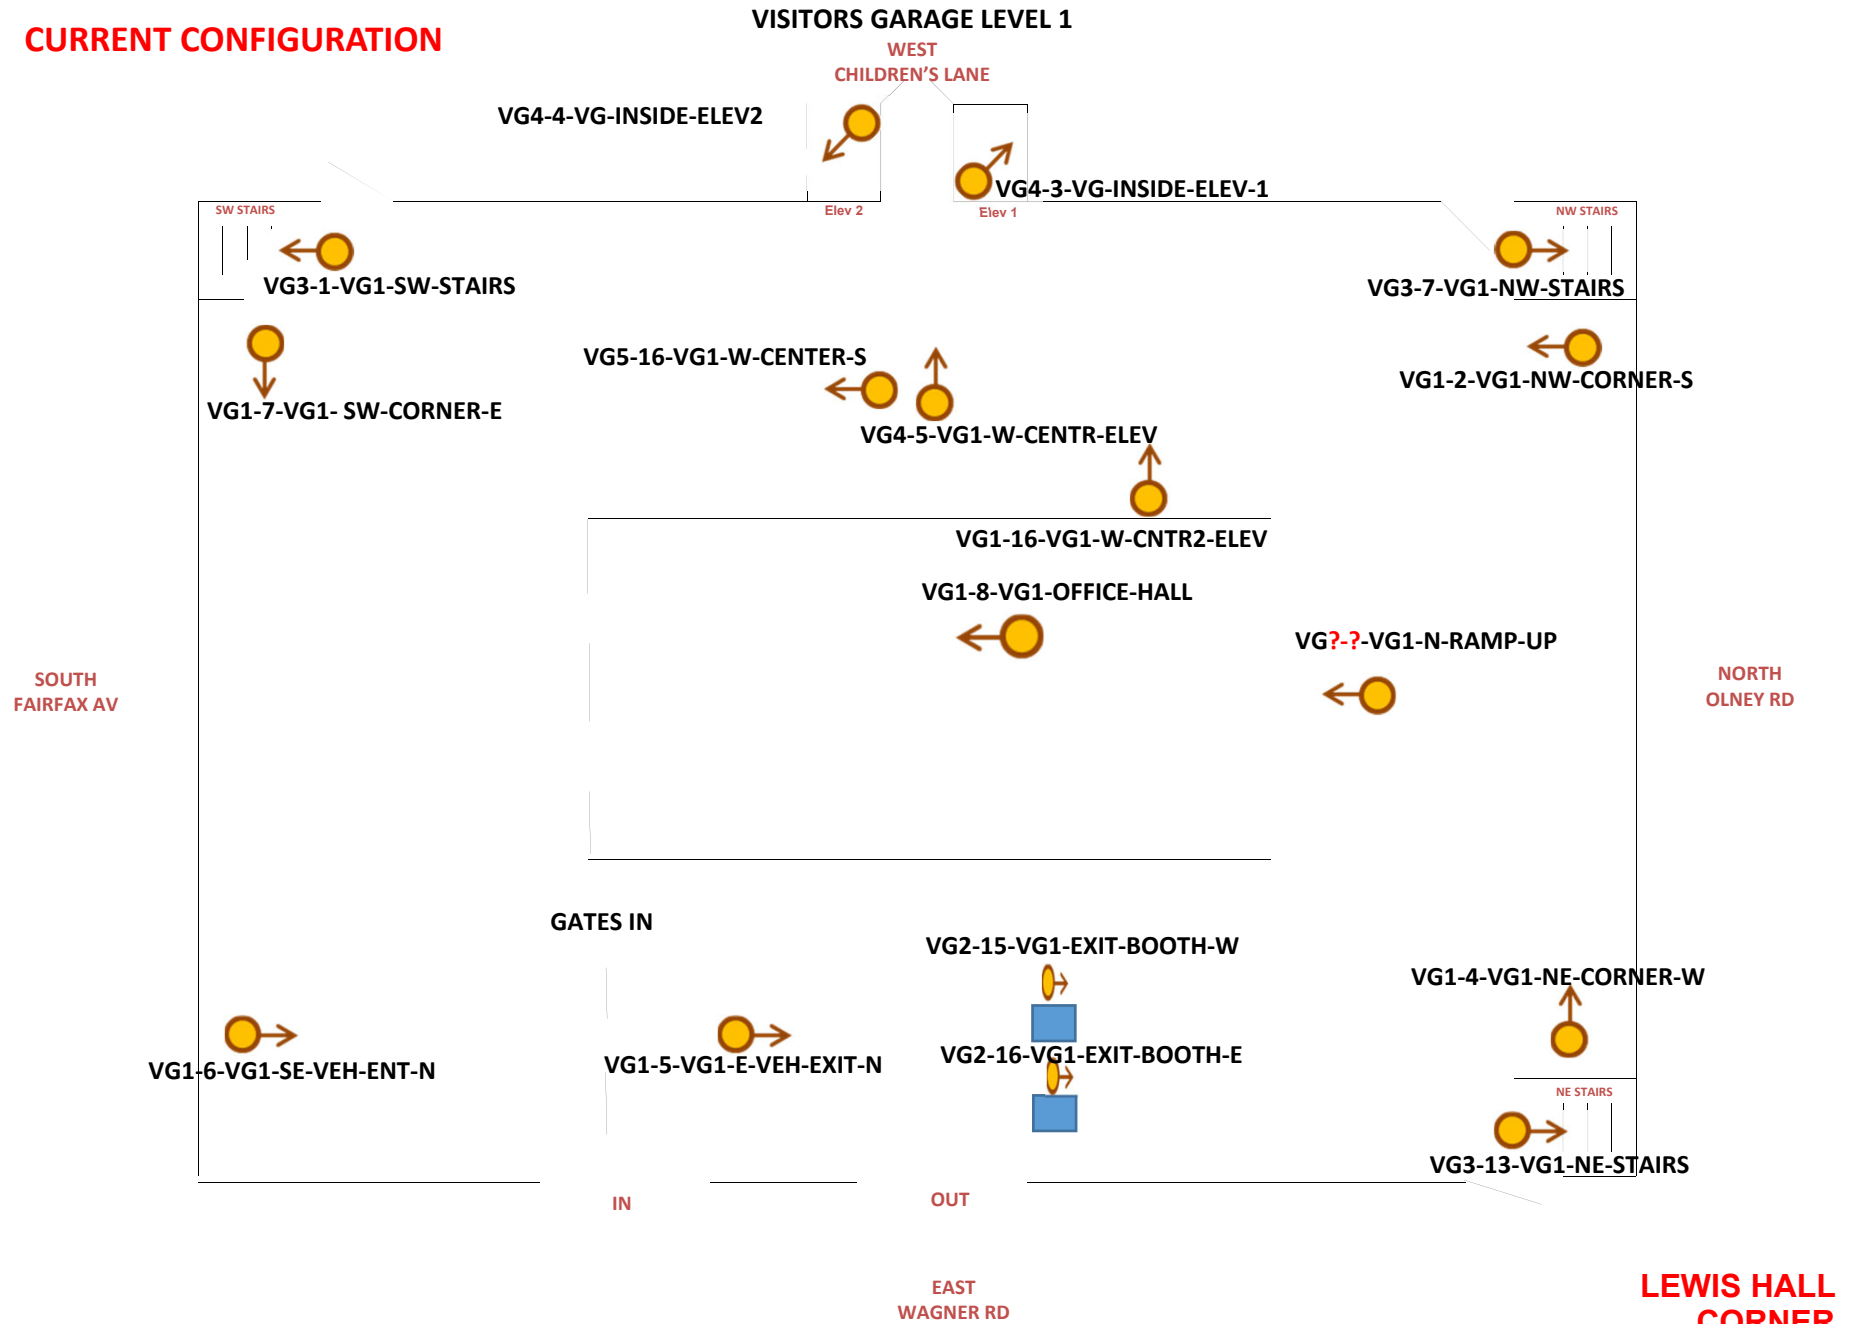 VISITORS GARAGE LEVEL 1
CURRENT CONFIGURATION
WEST
CHILDREN'S LANE
VG4-4-VG-INSIDE-ELEV2
VG4-3-VG-INSIDE-ELEV-1
SW STAIRS
Elev 2
Elev 1
NW STAIRS
VG3-1-VG1-SW-STAIRS
VG3-7-VG1-NW-STAIRS
VG5-16-VG1-W-CENTER-S
VG1-2-VG1-NW-CORNER-S
VG1-7-VG1- SW-CORNER-E
VG4-5-VG1-W-CENTR-ELEV
VG1-16-VG1-W-CNTR2-ELEV
VG1-8-VG1-OFFICE-HALL
VG?-?-VG1-N-RAMP-UP
SOUTH
FAIRFAX AV
NORTH
OLNEY RD
GATES IN
VG2-15-VG1-EXIT-BOOTH-W
VG1-4-VG1-NE-CORNER-W
VG1-6-VG1-SE-VEH-ENT-N
VG1-5-VG1-E-VEH-EXIT-N
VG2-16-VG1-EXIT-BOOTH-E
NE STAIRS
VG3-13-VG1-NE-STAIRS
IN
OUT
EAST
WAGNER RD
LEWIS HALL
CORNER